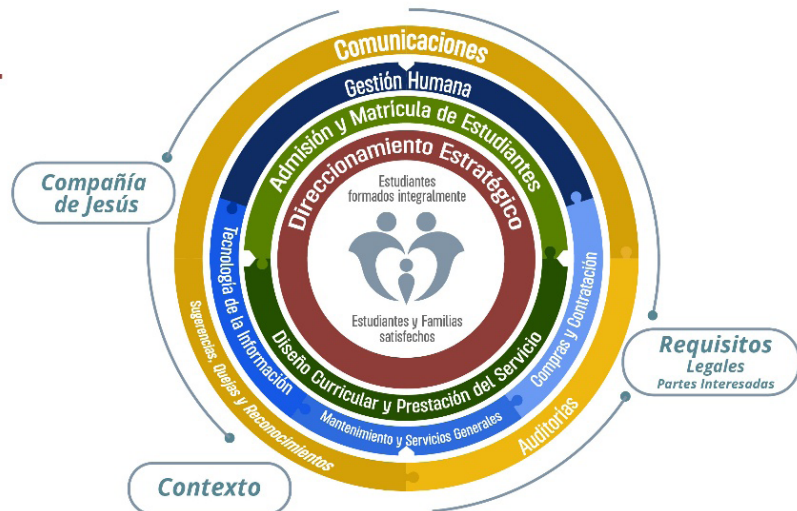 Comunicaciones
Gestión Humana
Admisión y Matrícula de Estudiantes
Direccionamiento Estratégico
Estudiantes
formados integralmente
Estudiantes y Familias
satisfechos
Compañía
de Jesús
Tecnología de la Información
Compras y Contratación
Diseño Curricular y Prestación del Servicio
Mantenimiento y Servicios Generales
Sugerencias, Quejas y Reconocimientos
Auditorías
Requisitos
Legales
Partes Interesadas
Contexto